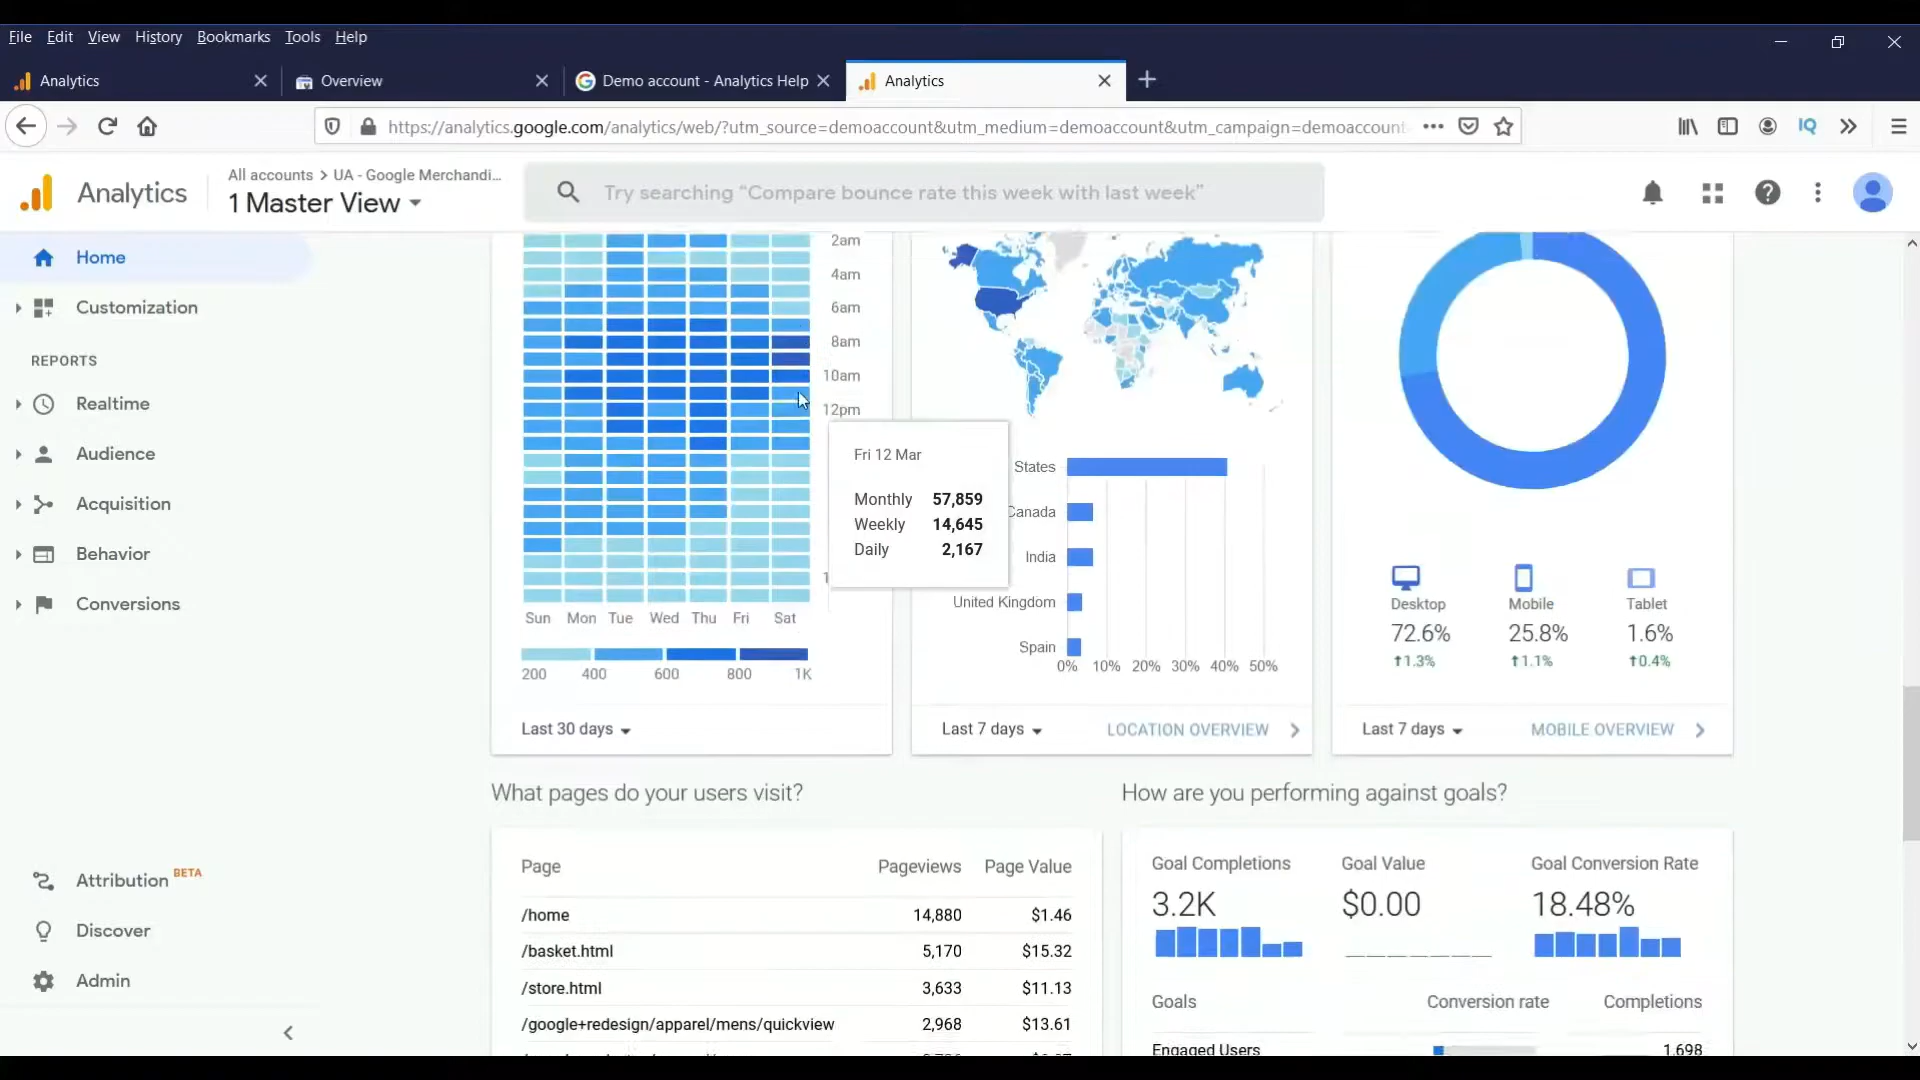 File Edit View History Bookmarks Tools Help
Analytics
Overview
Demo account - Analytics Help
Analytics
https://analytics.google.com/analytics/web/?utm_source=demoaccount&utm_medium=demoaccount&utm_campaign=demoaccount
IQ
Analytics
All accounts > UA - Google Merchandi...
1 Master View
Try searching “Compare bounce rate this week with last week”
Home
Customization
REPORTS
Realtime
Audience
Acquisition
Behavior
Conversions
Attribution BETA
Discover
Admin
2am
4am
6am
8am
10am
12pm
Sun Mon Tue Wed Thu Fri Sat
200 400 600 800 1K
Last 30 days
Fri 12 Mar
Monthly 57,859
Weekly 14,645
Daily 2,167
States
Canada
India
United Kingdom
Spain
0% 10% 20% 30% 40% 50%
Last 7 days
LOCATION OVERVIEW
Desktop Mobile Tablet
72.6% 25.8% 1.6%
1.3% 1.1% 0.4%
Last 7 days
MOBILE OVERVIEW
What pages do your users visit?
Page Pageviews Page Value
/home 14,880 $1.46
/basket.html 5,170 $15.32
/store.html 3,633 $11.13
/google+redesign/apparel/mens/quickview 2,968 $13.61
How are you performing against goals?
Goal Completions Goal Value Goal Conversion Rate
3.2K $0.00 18.48%
Goals Conversion rate Completions
Engaged Users 1,698